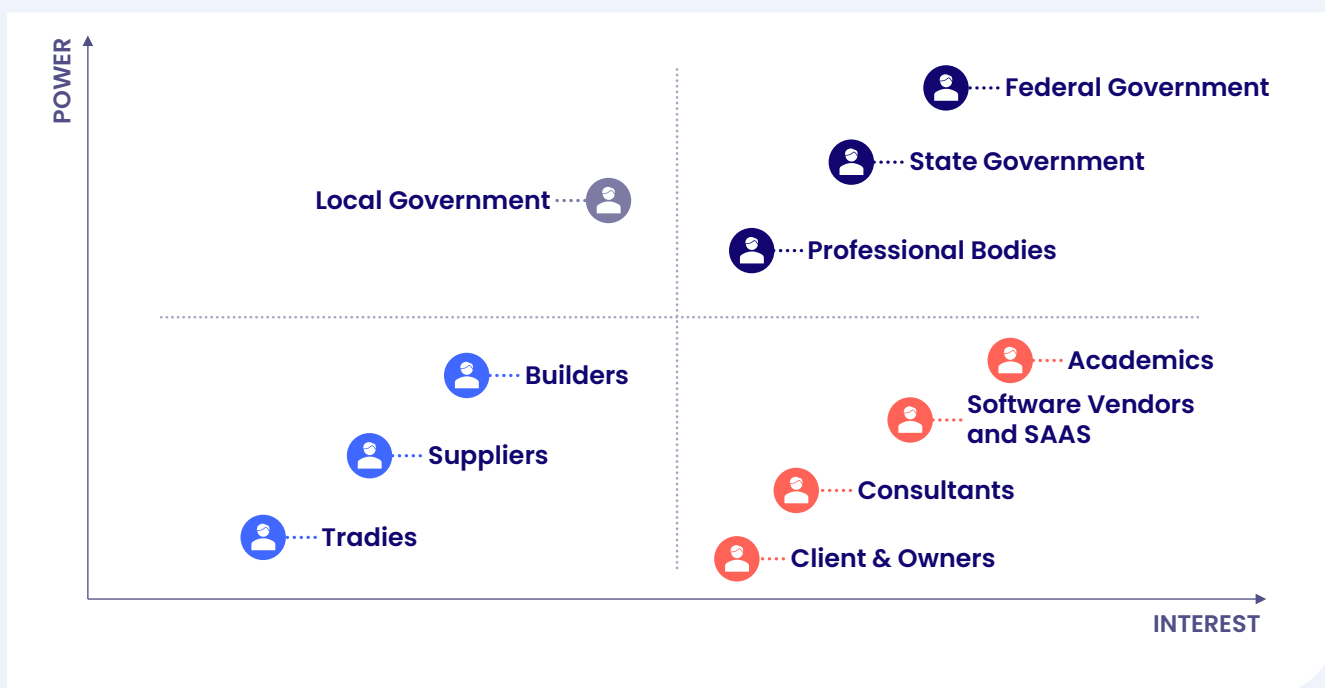 POWER
Federal Government
State Government
Local Government
Professional Bodies
Academics
Builders
Software Vendors
and SAAS
Suppliers
Consultants
Tradies
Client & Owners
INTEREST